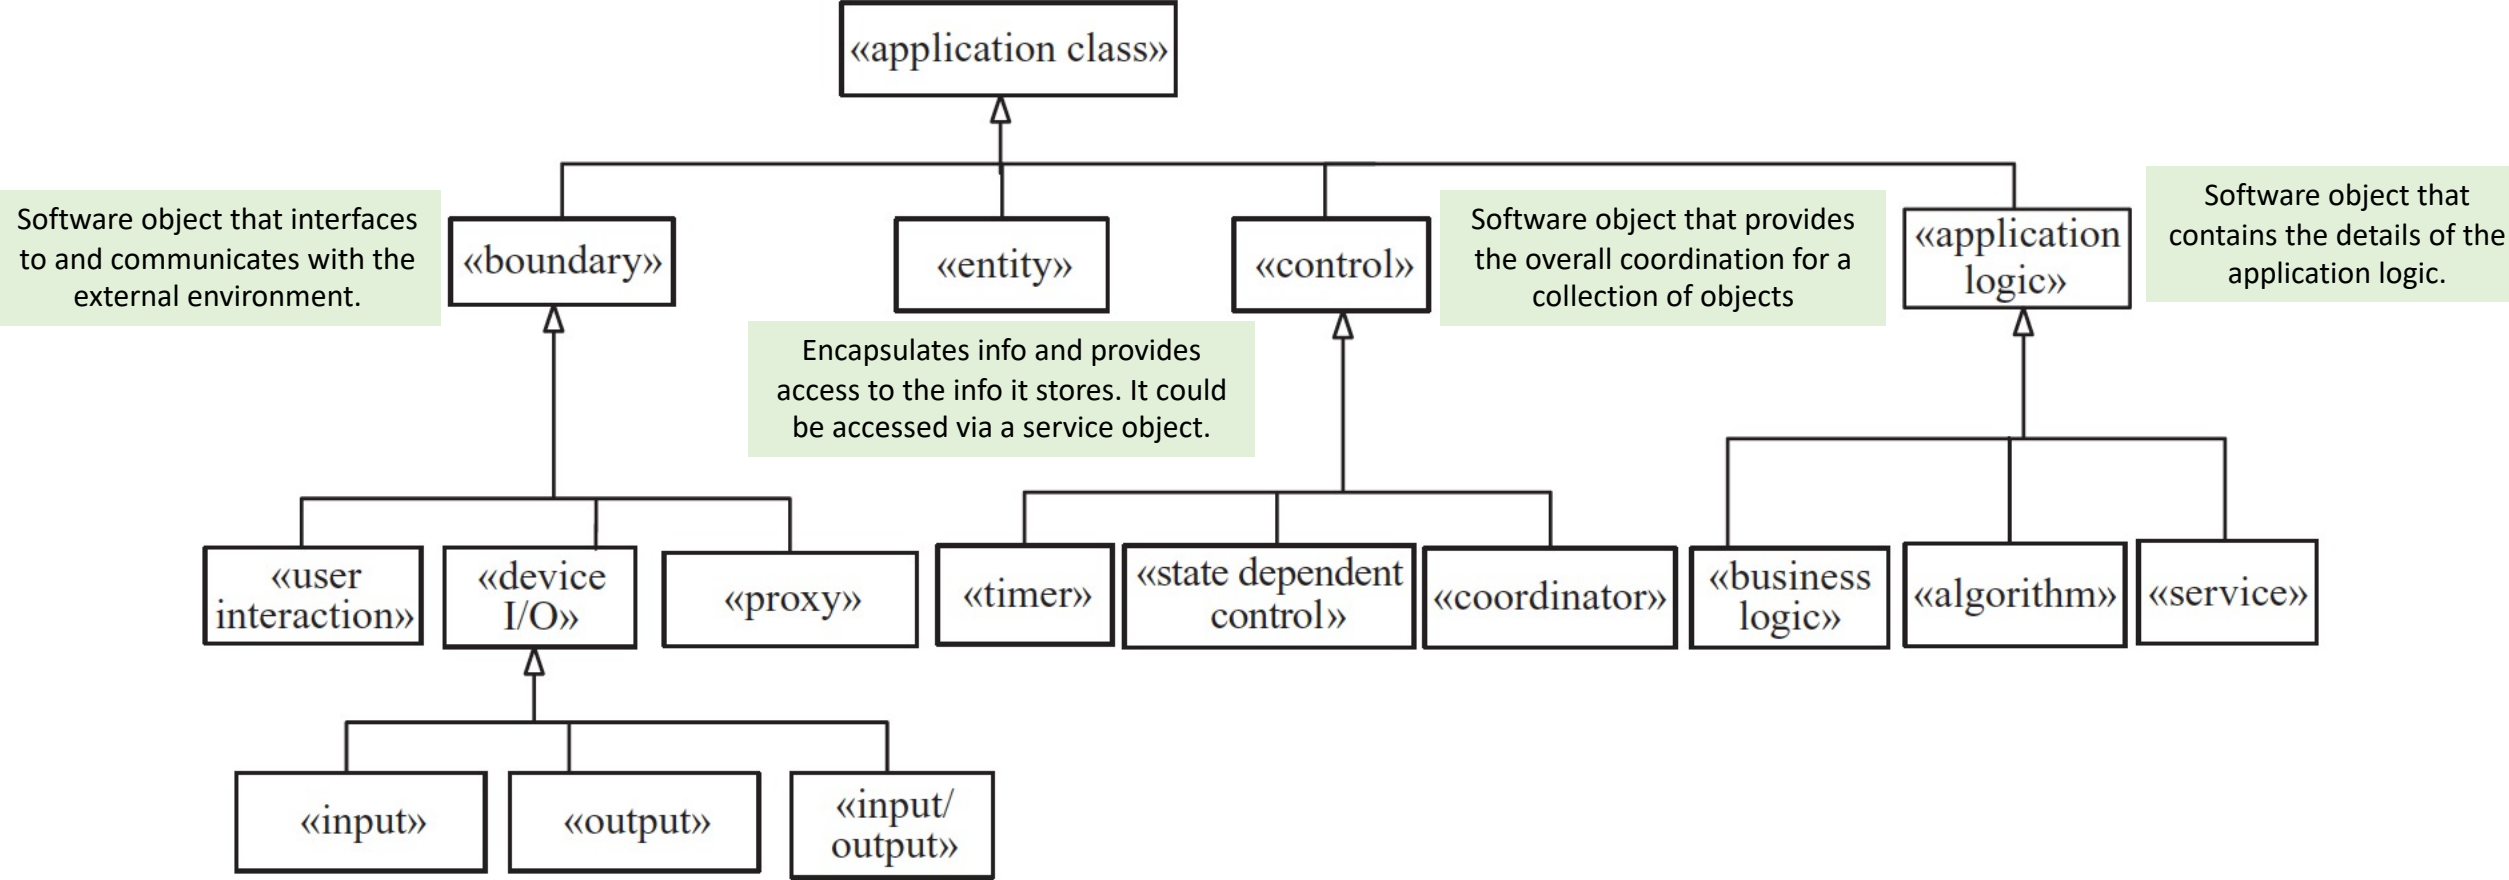 «application class»
Software object that interfaces
to and communicates with the
external environment.
«boundary»
«entity»
«control»
Software object that provides
the overall coordination for a
collection of objects
«application
logic»
Software object that
contains the details of the
application logic.
Encapsulates info and provides
access to the info it stores. It could
be accessed via a service object.
«user
interaction»
«device
I/O»
«proxy»
«timer»
«state dependent
control»
«coordinator»
«business
logic»
«algorithm»
«service»
«input»
«output»
«input/
output»